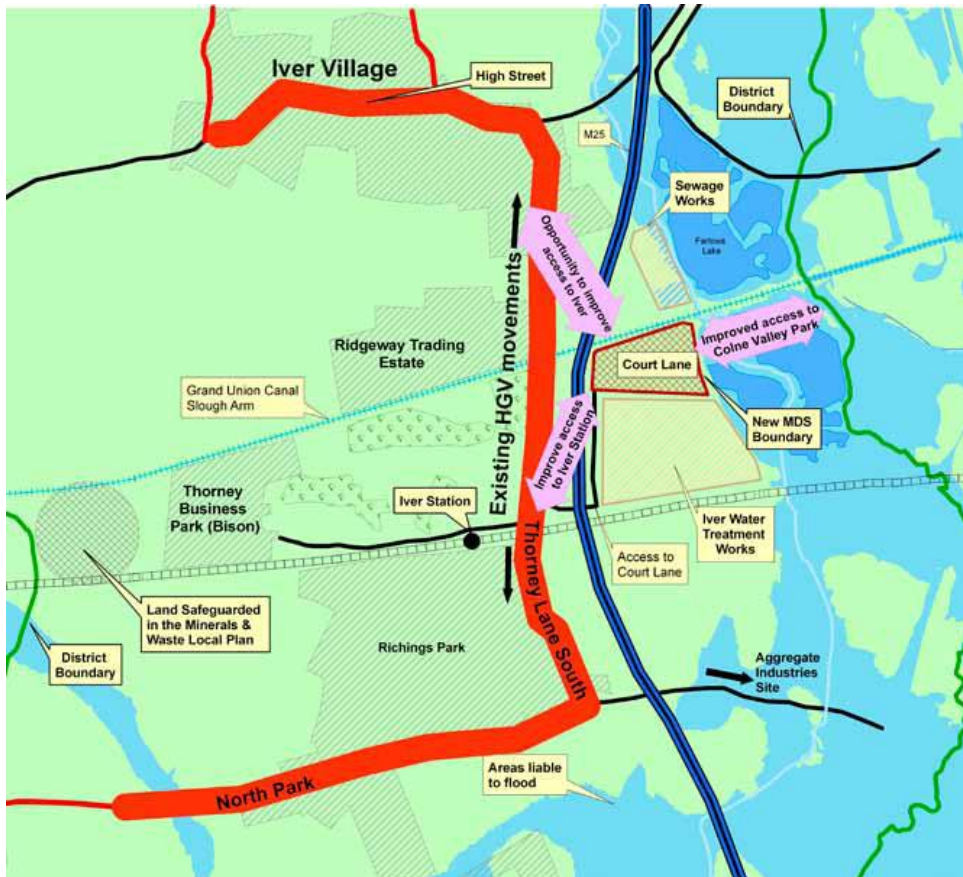 Iver Village
High Street
District
Boundary
M25
Sewage
Works
Farlows
Lake
Opportunity to improve
access to Iver
Existing HGV movements
Improved access to
Colne Valley Park
Ridgeway Trading
Estate
Court Lane
Grand Union Canal
Slough Arm
New MDS
Boundary
Improve access
to Iver Station
Thorney
Business
Park (Bison)
Iver Station
Iver Water
Treatment
Works
Thorney Lane South
Access to
Court Lane
Land Safeguarded
in the Minerals &
Waste Local Plan
District
Boundary
Richings Park
Aggregate
Industries
Site
Areas liable
to flood
North Park